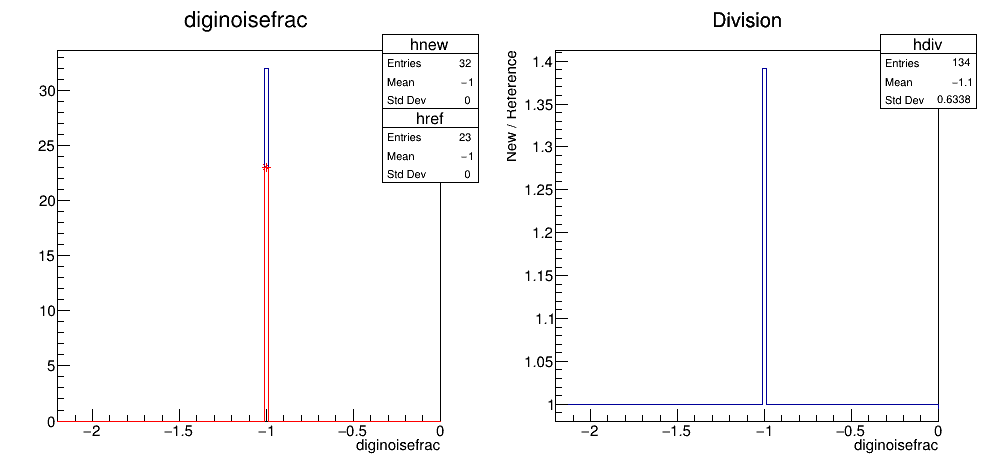 diginoisefrac
hnew
Entries 32
Mean −1
Std Dev 0
href
Entries 23
Mean −1
Std Dev 0
30
25
20
15
10
5
0
−2 −1.5 −1 −0.5 0
diginoisefrac
Division
hdiv
Entries 134
Mean −1.1
Std Dev 0.6338
New / Reference
1.4
1.35
1.3
1.25
1.2
1.15
1.1
1.05
1
−2 −1.5 −1 −0.5 0
diginoisefrac